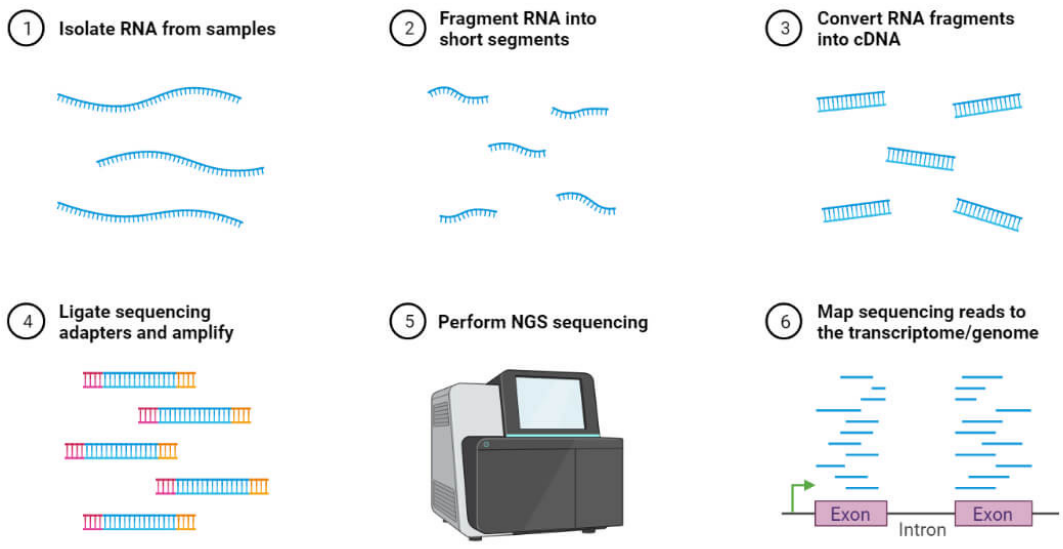 1 Isolate RNA from samples
2 Fragment RNA into
short segments
3 Convert RNA fragments
into cDNA
4 Ligate sequencing
adapters and amplify
5 Perform NGS sequencing
6 Map sequencing reads to
the transcriptome/genome
Exon
Intron
Exon